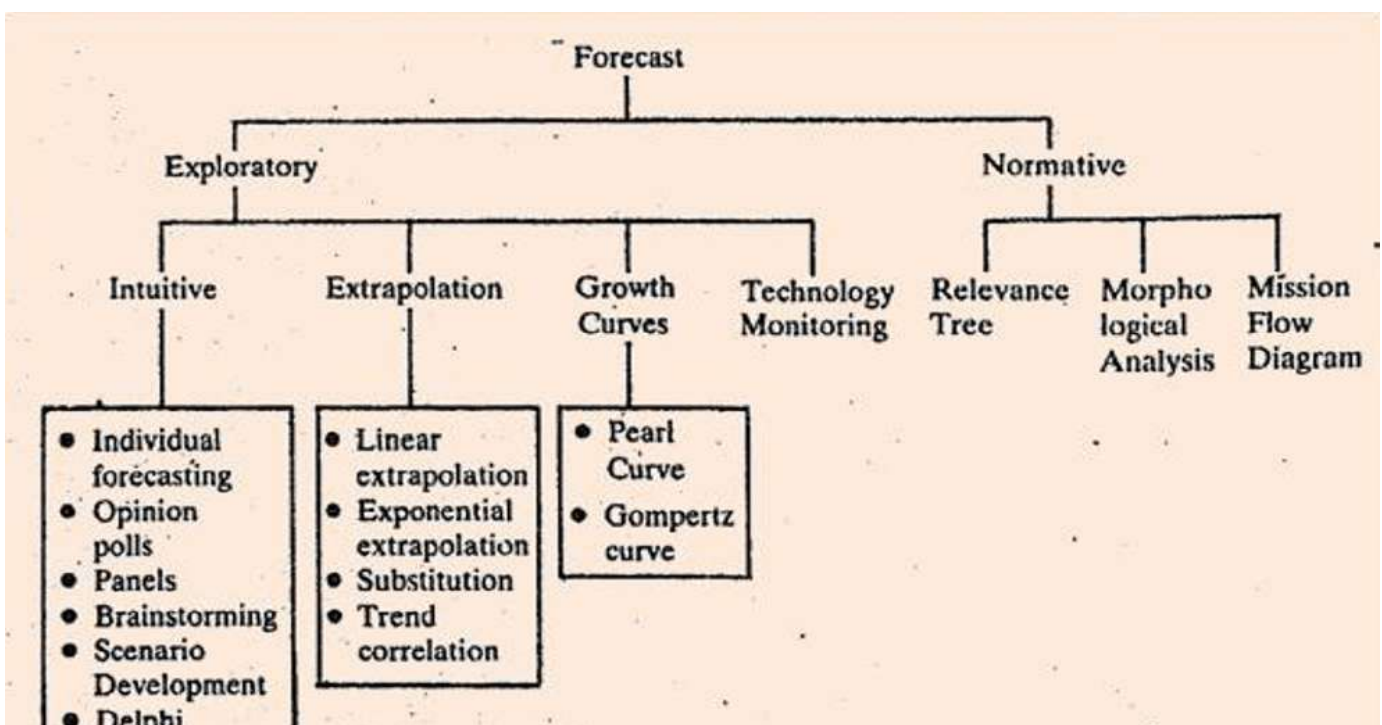 Forecast
Exploratory
Normative
Intuitive
Extrapolation
Growth
Curves
Technology
Monitoring
Relevance
Tree
Morpho
logical
Analysis
Mission
Flow
Diagram
• Individual
forecasting
• Opinion
polls
• Panels
• Brainstorming
• Scenario
Development
• Delphi
• Linear
extrapolation
• Exponential
extrapolation
• Substitution
• Trend
correlation
• Pearl
Curve
• Gompertz
curve